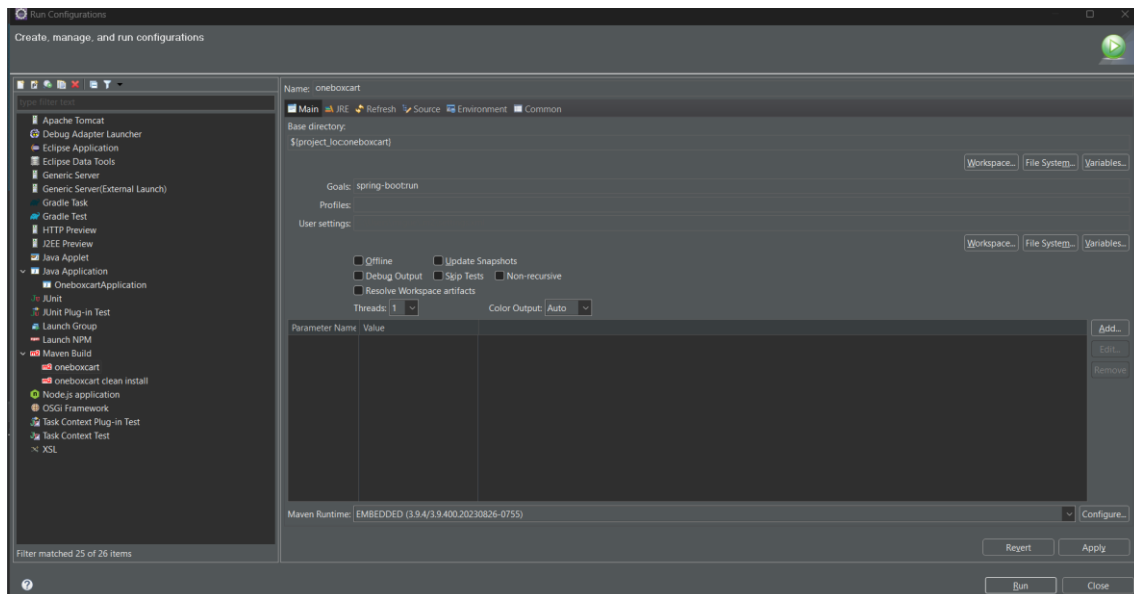 Run Configurations
Create, manage, and run configurations
type filter text
Apache Tomcat
Debug Adapter Launcher
Eclipse Application
Eclipse Data Tools
Generic Server
Generic Server(External Launch)
Gradle Task
Gradle Test
HTTP Preview
J2EE Preview
Java Applet
Java Application
OneboxcartApplication
JUnit
JUnit Plug-in Test
Launch Group
Launch NPM
Maven Build
oneboxcart
oneboxcart clean install
Node.js application
OSGi Framework
Task Context Plug-in Test
Task Context Test
XSL
Filter matched 25 of 26 items
Name: oneboxcart
Main JRE Refresh Source Environment Common
Base directory:
${project_loc:oneboxcart}
Workspace... File System... Variables...
Goals: spring-boot:run
Profiles:
User settings:
Workspace... File System... Variables...
Offline Update Snapshots
Debug Output Skip Tests Non-recursive
Resolve Workspace artifacts
Threads: 1 Color Output: Auto
Parameter Name Value
Add...
Edit...
Remove
Maven Runtime: EMBEDDED (3.9.4/3.9.400.20230826-0755) Configure...
Revert Apply
Run Close